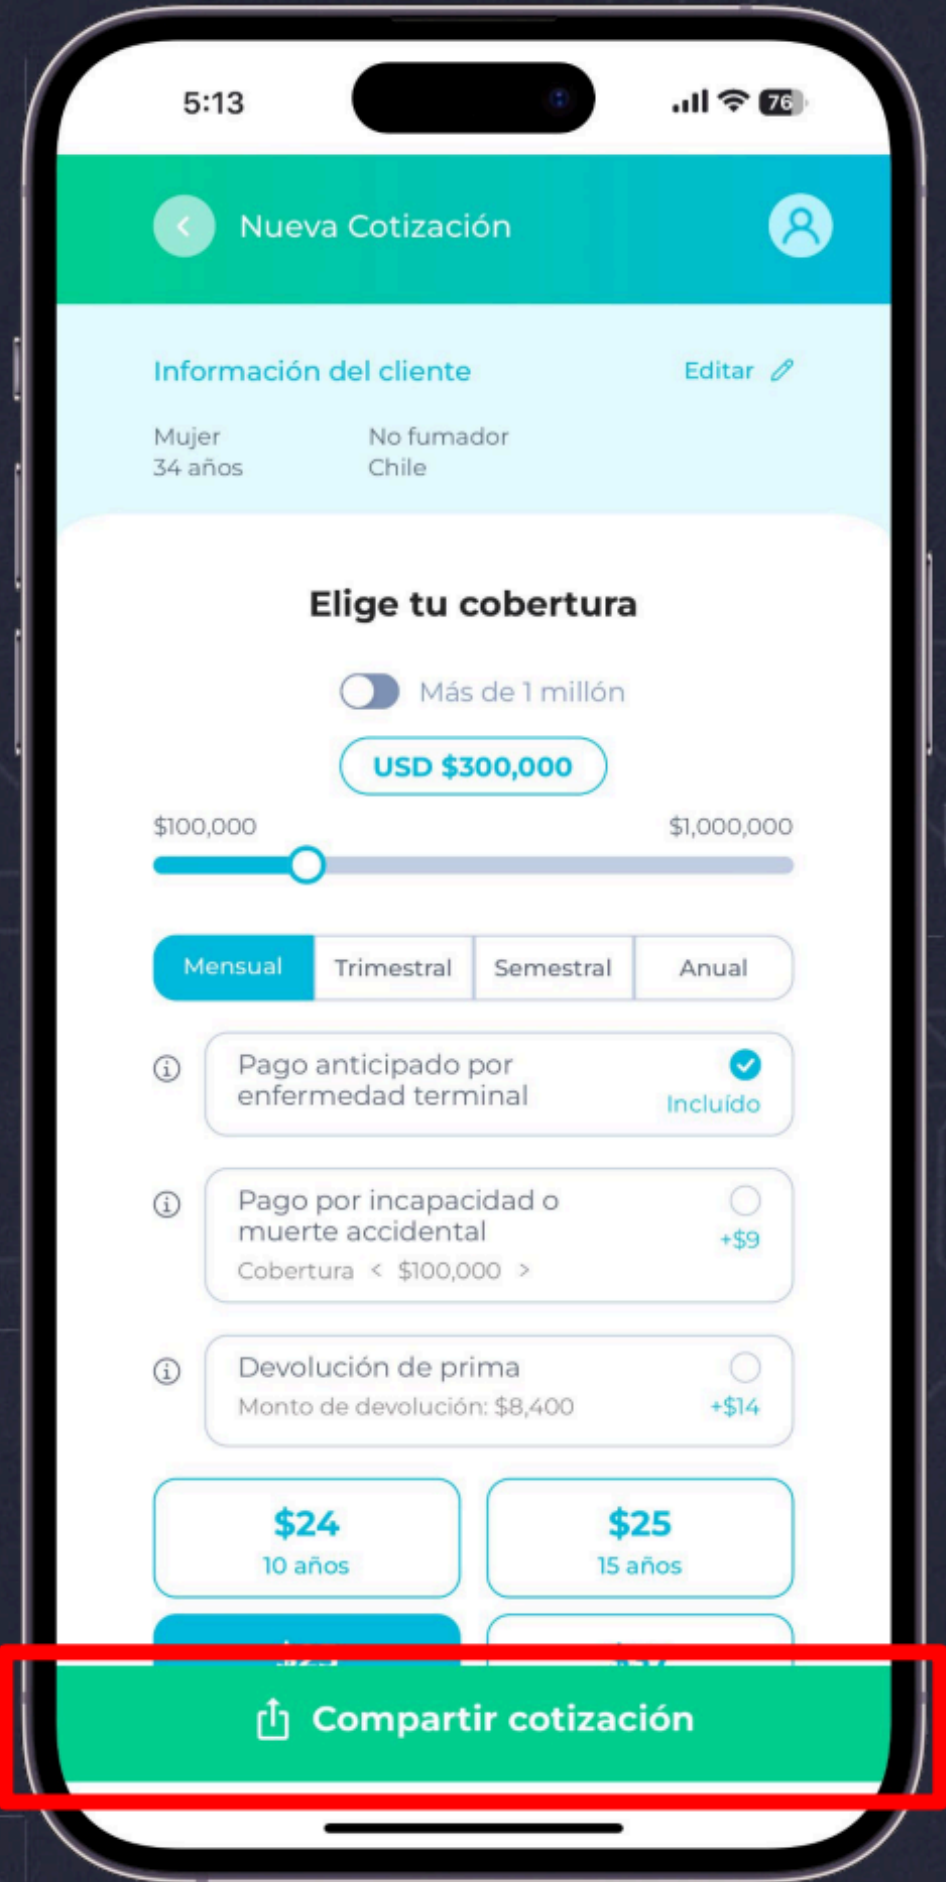 5:13
76
Nueva Cotización
Información del cliente
Editar
Mujer
No fumador
34 años
Chile
Elige tu cobertura
Más de 1 millón
USD $300,000
$100,000
$1,000,000
Mensual
Trimestral
Semestral
Anual
Pago anticipado por
enfermedad terminal
Incluído
Pago por incapacidad o
muerte accidental
+$9
Cobertura < $100,000 >
Devolución de prima
Monto de devolución: $8,400
+$14
$24
10 años
$25
15 años
Compartir cotización